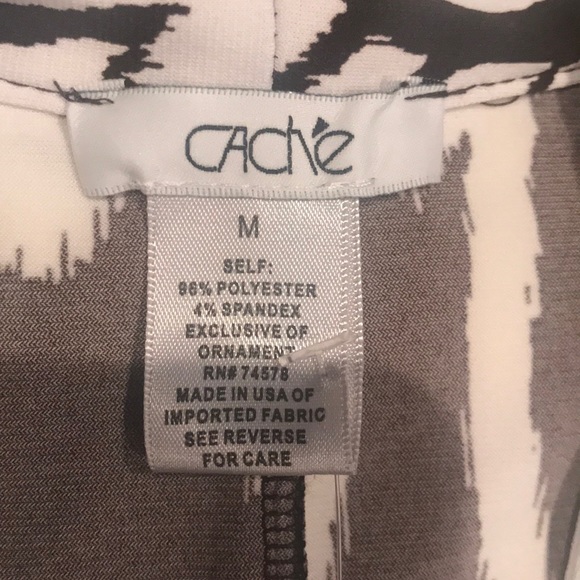 CACHÉ
M
SELF:
96% POLYESTER
4% SPANDEX
EXCLUSIVE OF
ORNAMENT
RN# 74578
MADE IN USA OF
IMPORTED FABRIC
SEE REVERSE
FOR CARE